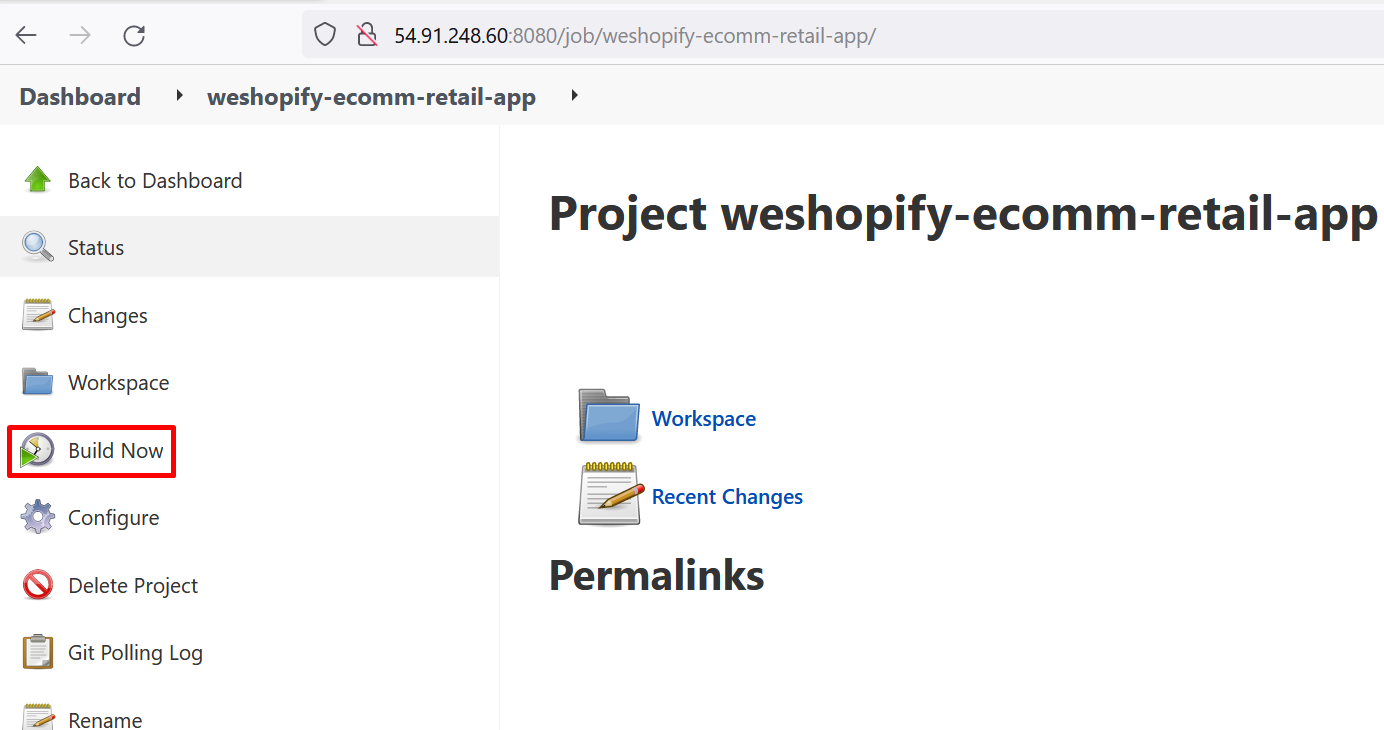 54.91.248.60:8080/job/weshopify-ecomm-retail-app/
Dashboard weshopify-ecomm-retail-app
Back to Dashboard
Status
Changes
Workspace
Build Now
Configure
Delete Project
Git Polling Log
Rename
Project weshopify-ecomm-retail-app
Workspace
Recent Changes
Permalinks